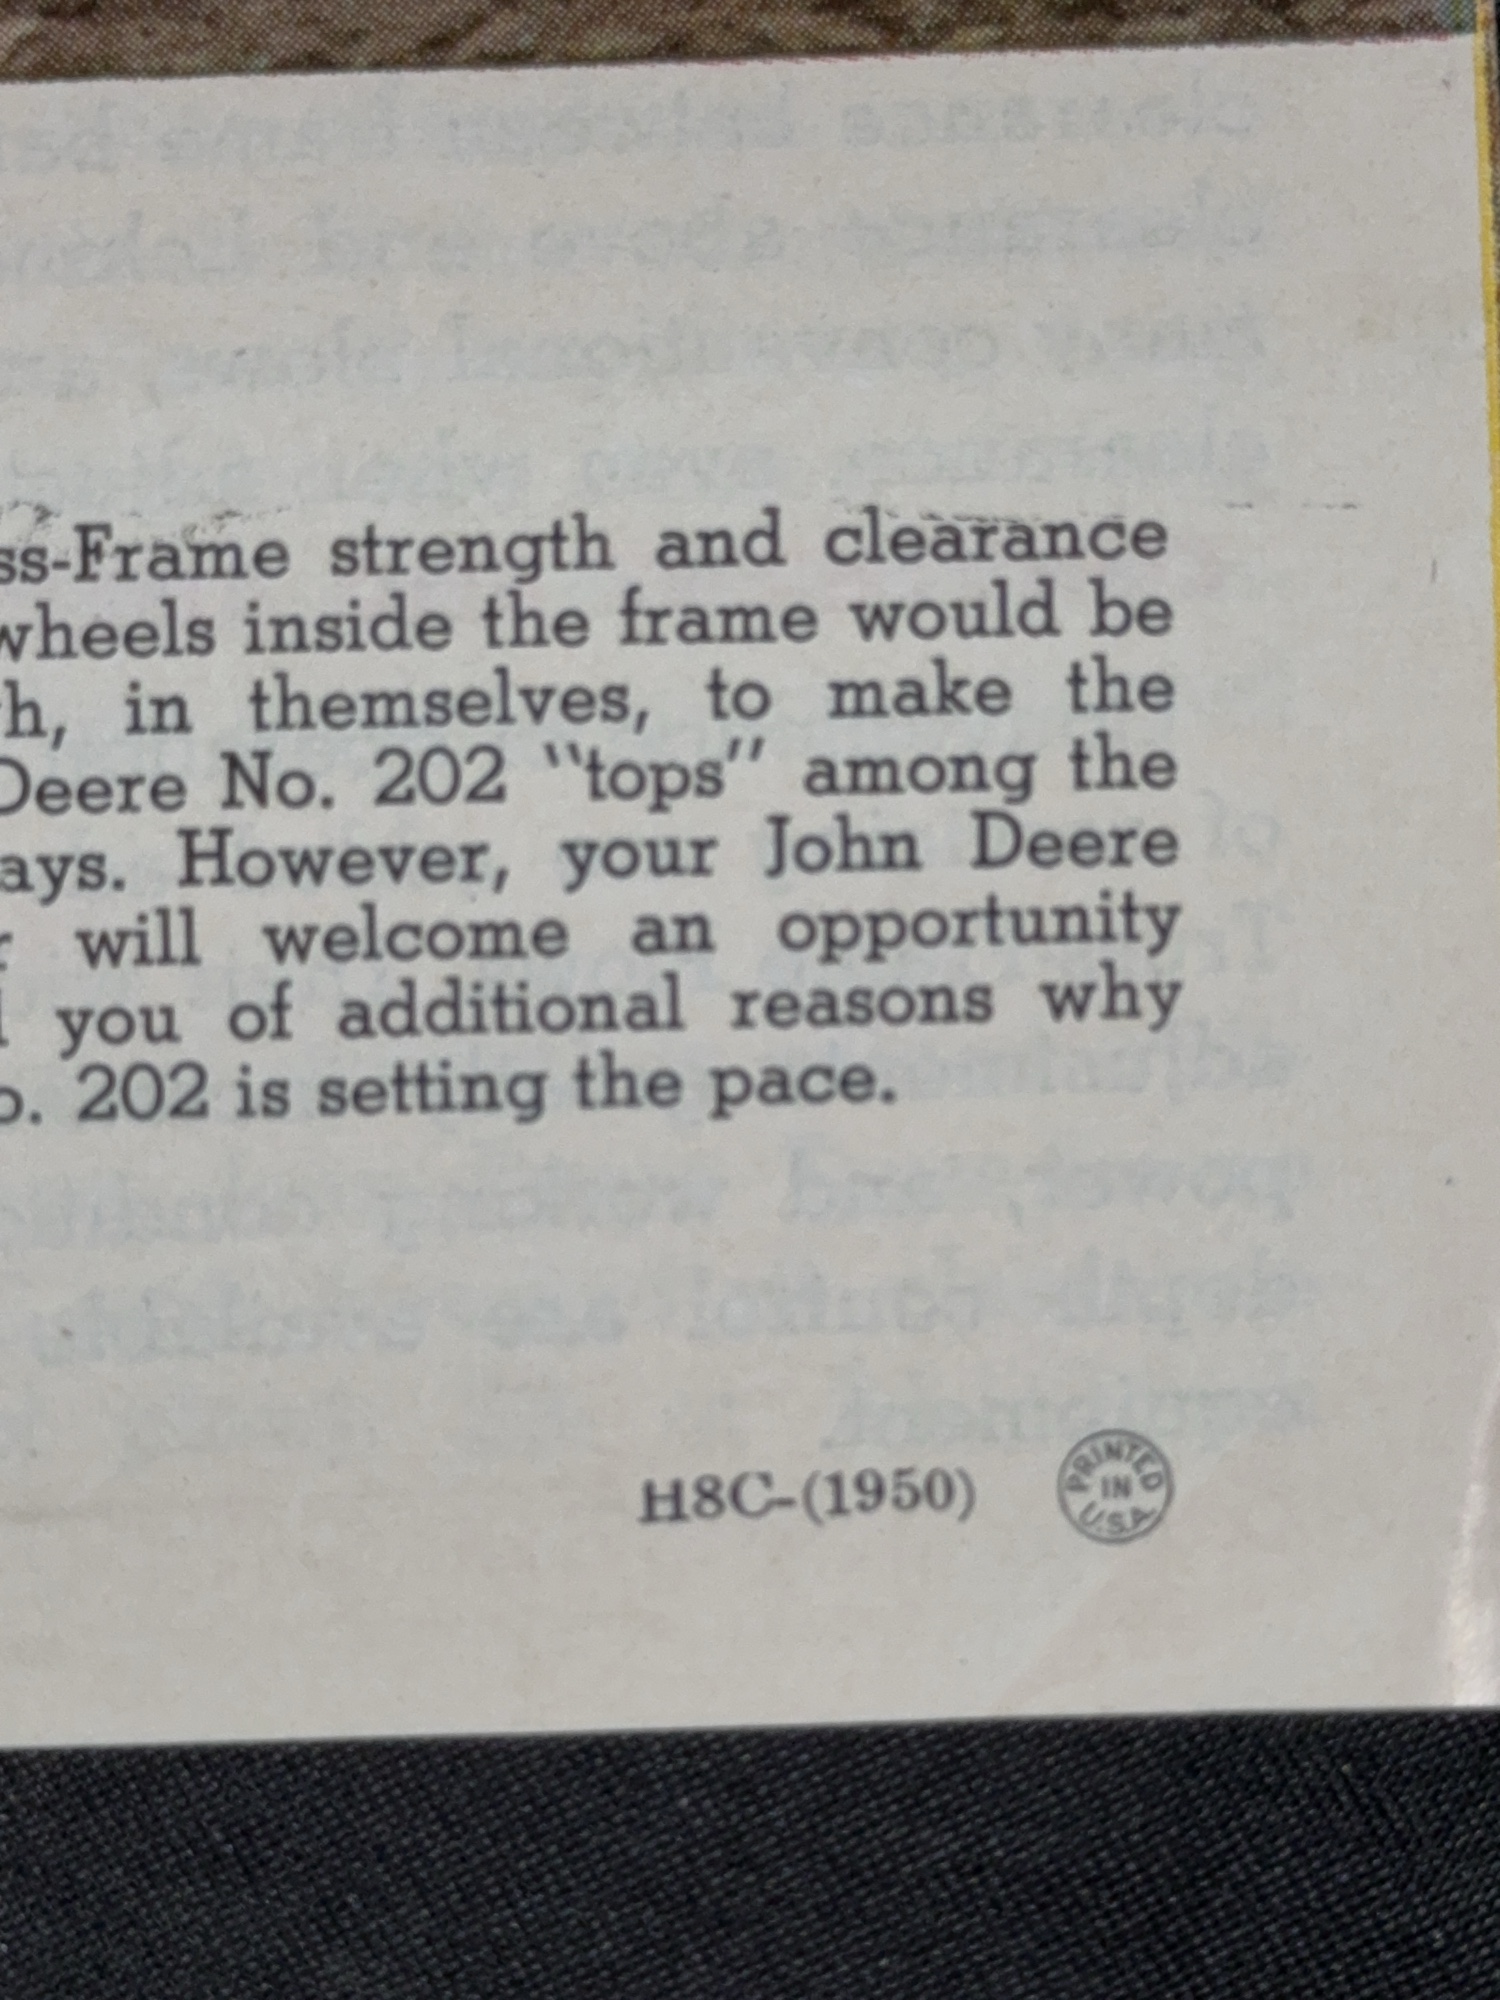 ss-Frame strength and clearance
wheels inside the frame would be
h, in themselves, to make the
Deere No. 202 "tops" among the
ays. However, your John Deere
r will welcome an opportunity
you of additional reasons why
o. 202 is setting the pace.
H8C-(1950)
PRINTED
IN
U.S.A.